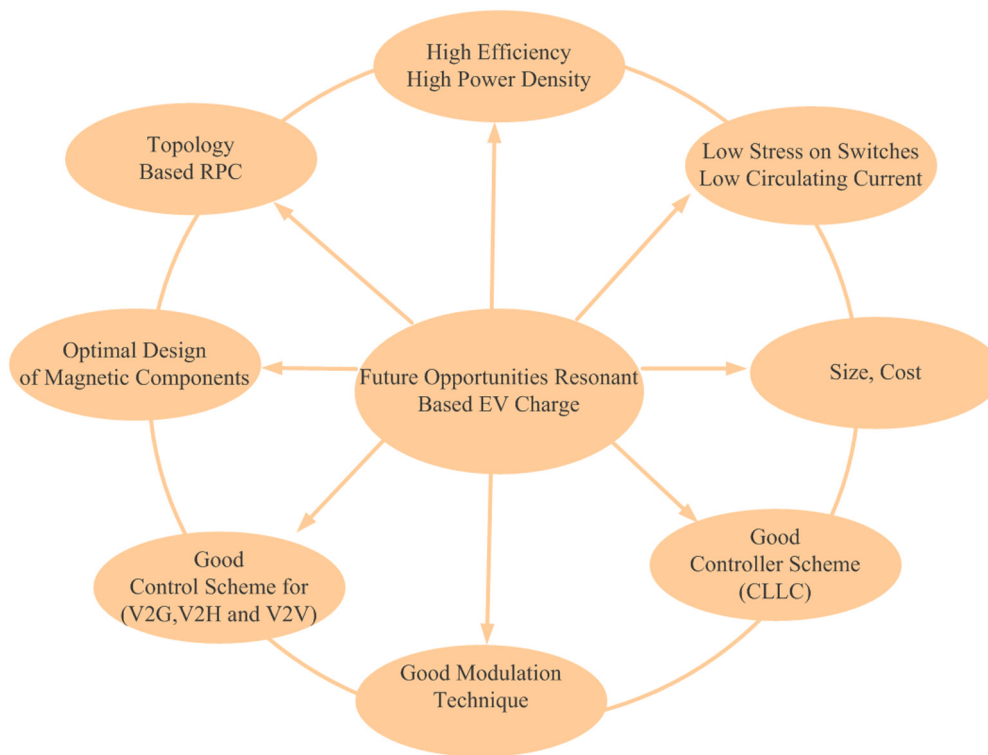 High Efficiency
High Power Density
Topology
Based RPC
Low Stress on Switches
Low Circulating Current
Optimal Design
of Magnetic Components
Future Opportunities Resonant
Based EV Charge
Size, Cost
Good
Control Scheme for
(V2G,V2H and V2V)
Good
Controller Scheme
(CLLC)
Good Modulation
Technique